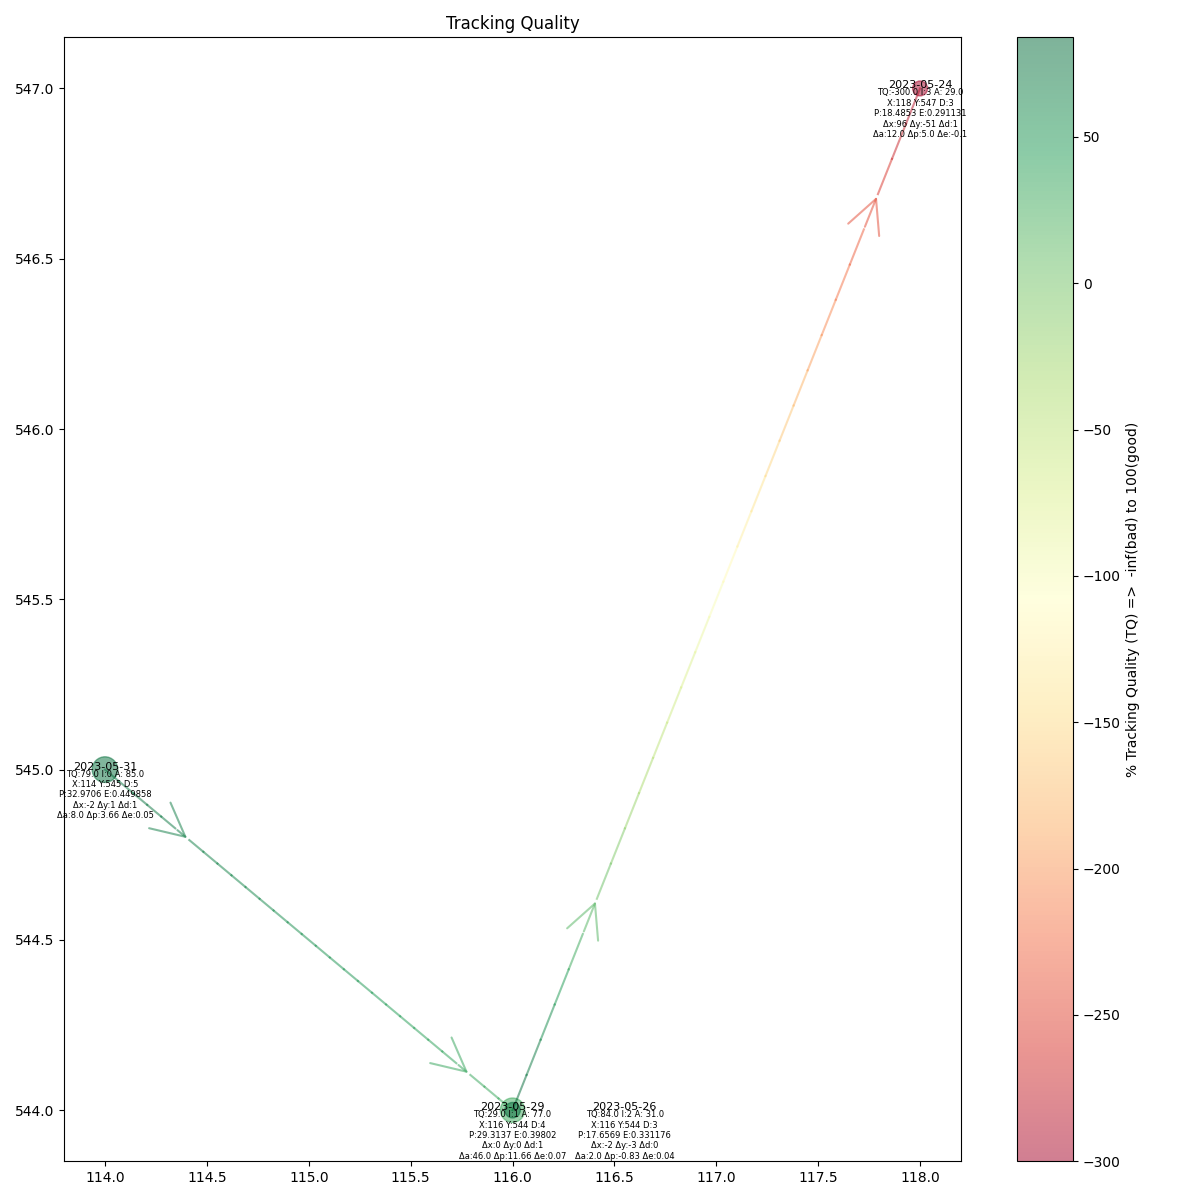 Tracking Quality
547.0
546.5
546.0
545.5
545.0
544.5
544.0
2023-05-24
TQ:-300.0 I:3 A: 29.0
X:118 Y:547 D:3
P:18.4853 E:0.291131
Δx:96 Δy:-51 Δd:1
Δa:12.0 Δp:5.0 Δe:-0.1
2023-05-31
TQ:79.0 I:0 A: 85.0
X:114 Y:545 D:5
P:32.9706 E:0.449858
Δx:-2 Δy:1 Δd:1
Δa:8.0 Δp:3.66 Δe:0.05
2023-05-29
TQ:29.0 I:1 A: 77.0
X:116 Y:544 D:4
P:29.3137 E:0.39802
Δx:0 Δy:0 Δd:1
Δa:46.0 Δp:11.66 Δe:0.07
2023-05-26
TQ:84.0 I:2 A: 31.0
X:116 Y:544 D:3
P:17.6569 E:0.331176
Δx:-2 Δy:-3 Δd:0
Δa:2.0 Δp:-0.83 Δe:0.04
114.0 114.5 115.0 115.5 116.0 116.5 117.0 117.5 118.0
50
0
−50
−100
−150
−200
−250
−300
% Tracking Quality (TQ) => -inf(bad) to 100(good)